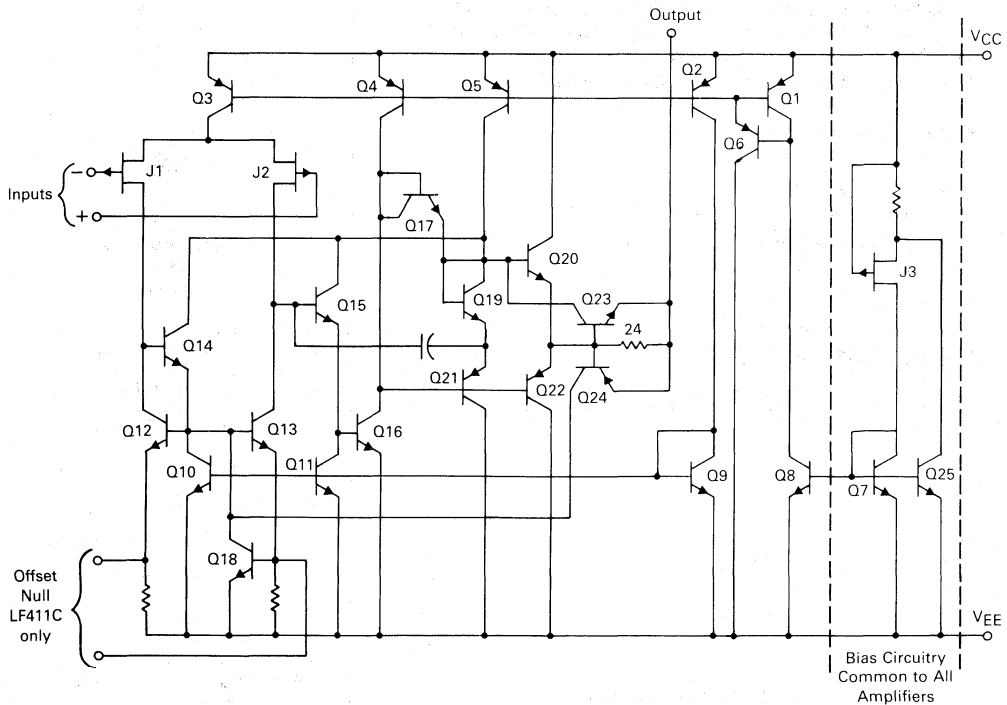 Output
VCC
Q3
Q4
Q5
Q2
Q1
Q6
J1
J2
Inputs
−
+
Q17
Q20
J3
Q15
Q19
Q23
24
Q14
Q21
Q22
Q24
Q12
Q13
Q16
Q10
Q11
Q9
Q8
Q7
Q25
Q18
Offset
Null
LF411C
only
VEE
Bias Circuitry
Common to All
Amplifiers